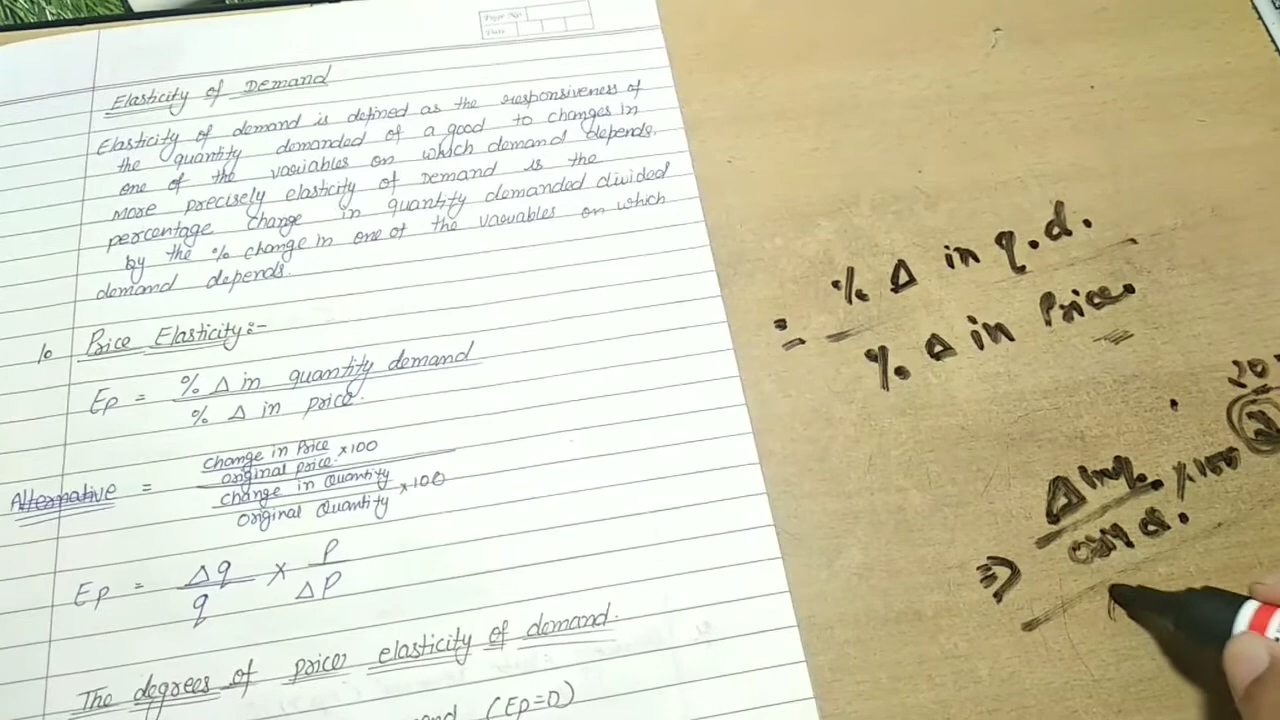 Page No.
Date
Elasticity of Demand
Elasticity of demand is defined as the responsiveness of
the quantity demanded of a good to changes in
one of the variables on which demand depends.
More precisely elasticity of Demand is the
percentage change in quantity demanded divided
by the % change in one of the variables on which
demand depends.
1. Price Elasticity:-
Ep = % Δ in quantity demand
% Δ in price.
Alternative = change in Price × 100
original price
change in Quantity × 100
original Quantity
Ep = Δq / q × P / ΔP
The degrees of price elasticity of demand.
(Ep=0)
= % Δ in q.d.
% Δ in Price.
⇒ Δ in q. × 100